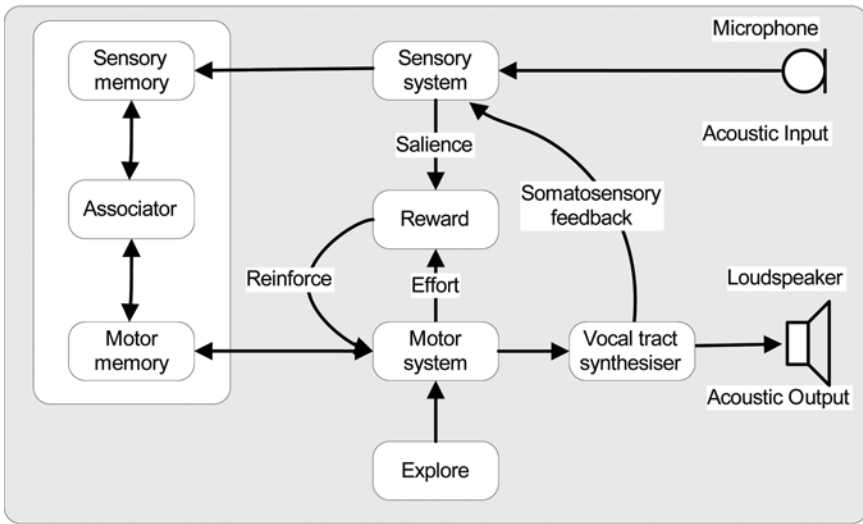 Microphone
Sensory
memory
Sensory
system
Acoustic Input
Salience
Associator
Reward
Somatosensory
feedback
Reinforce
Effort
Loudspeaker
Motor
memory
Motor
system
Vocal tract
synthesiser
Acoustic Output
Explore